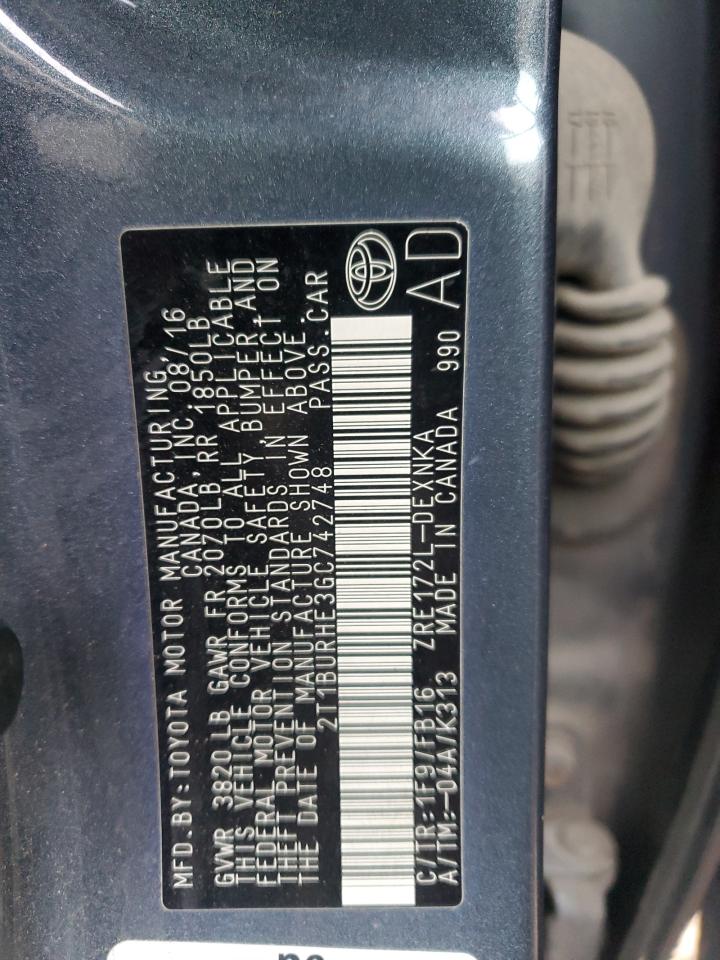 MFD.BY:TOYOTA MOTOR MANUFACTURING,
CANADA, INC. 08/16
GVWR 3820LB GAWR FR 2070LB RR 1850LB
THIS VEHICLE CONFORMS TO ALL APPLICABLE
FEDERAL MOTOR VEHICLE SAFETY, BUMPER, AND
THEFT PREVENTION STANDARDS IN EFFECT ON
THE DATE OF MANUFACTURE SHOWN ABOVE.
2T1BURHE3GC742748 PASS. CAR
C/TR:1F9/FB16 ZRE172L-DEXNKA
A/TM:-04A/K313 MADE IN CANADA 990 AD